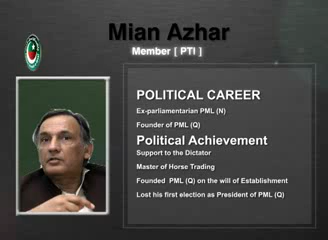 Mian Azhar
Member [ PTI ]
POLITICAL CAREER
Ex-parliamentarian PML (N)
Founder of PML (Q)
Political Achievement
Support to the Dictator
Master of Horse Trading
Founded PML (Q) on the will of Establishment
Lost his first election as President of PML (Q)